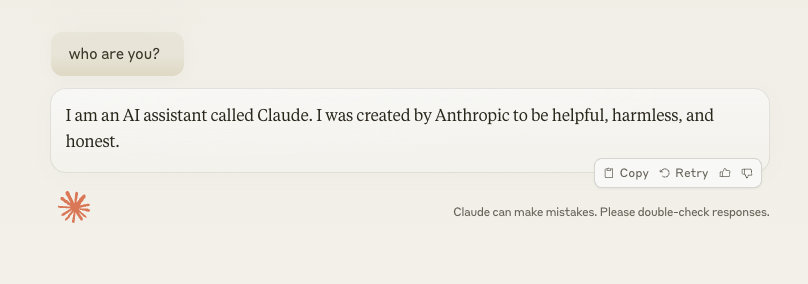 who are you?
I am an AI assistant called Claude. I was created by Anthropic to be helpful, harmless, and
honest.
Copy Retry
Claude can make mistakes. Please double-check responses.